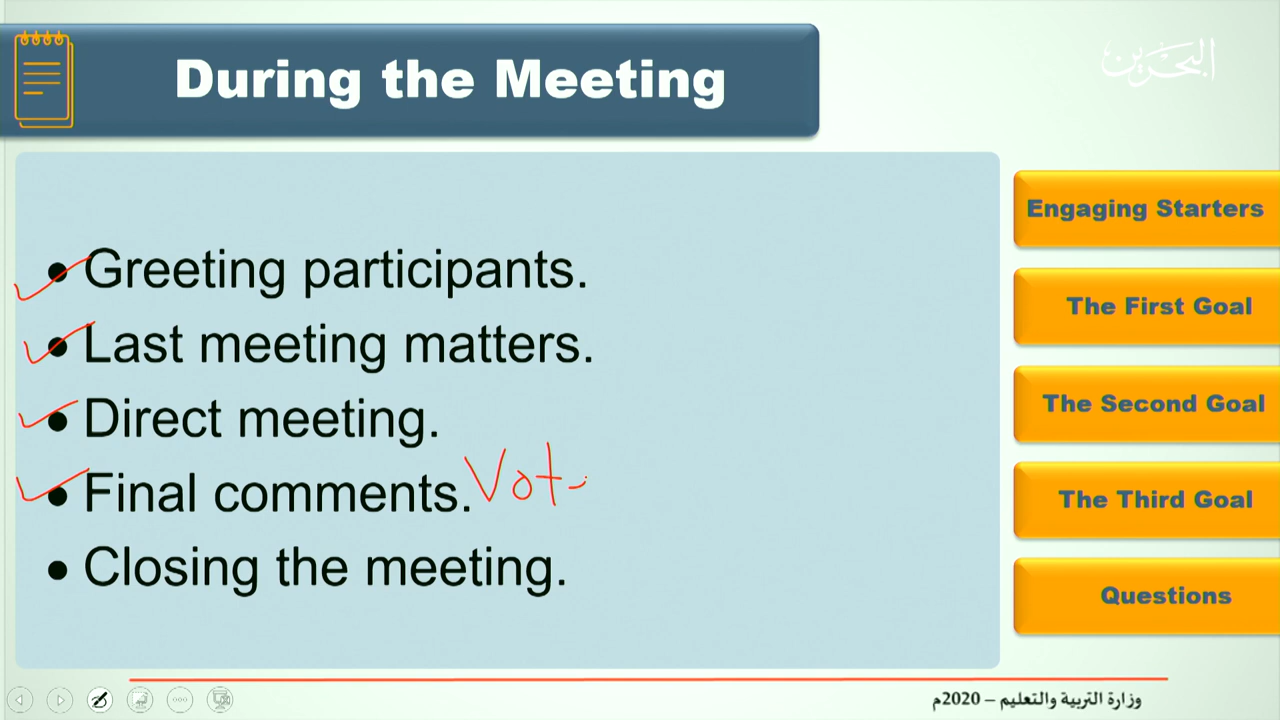 During the Meeting
البحرين
• Greeting participants.
• Last meeting matters.
• Direct meeting.
• Final comments. Vot
• Closing the meeting.
Engaging Starters
The First Goal
The Second Goal
The Third Goal
Questions
وزارة التربية والتعليم – 2020م